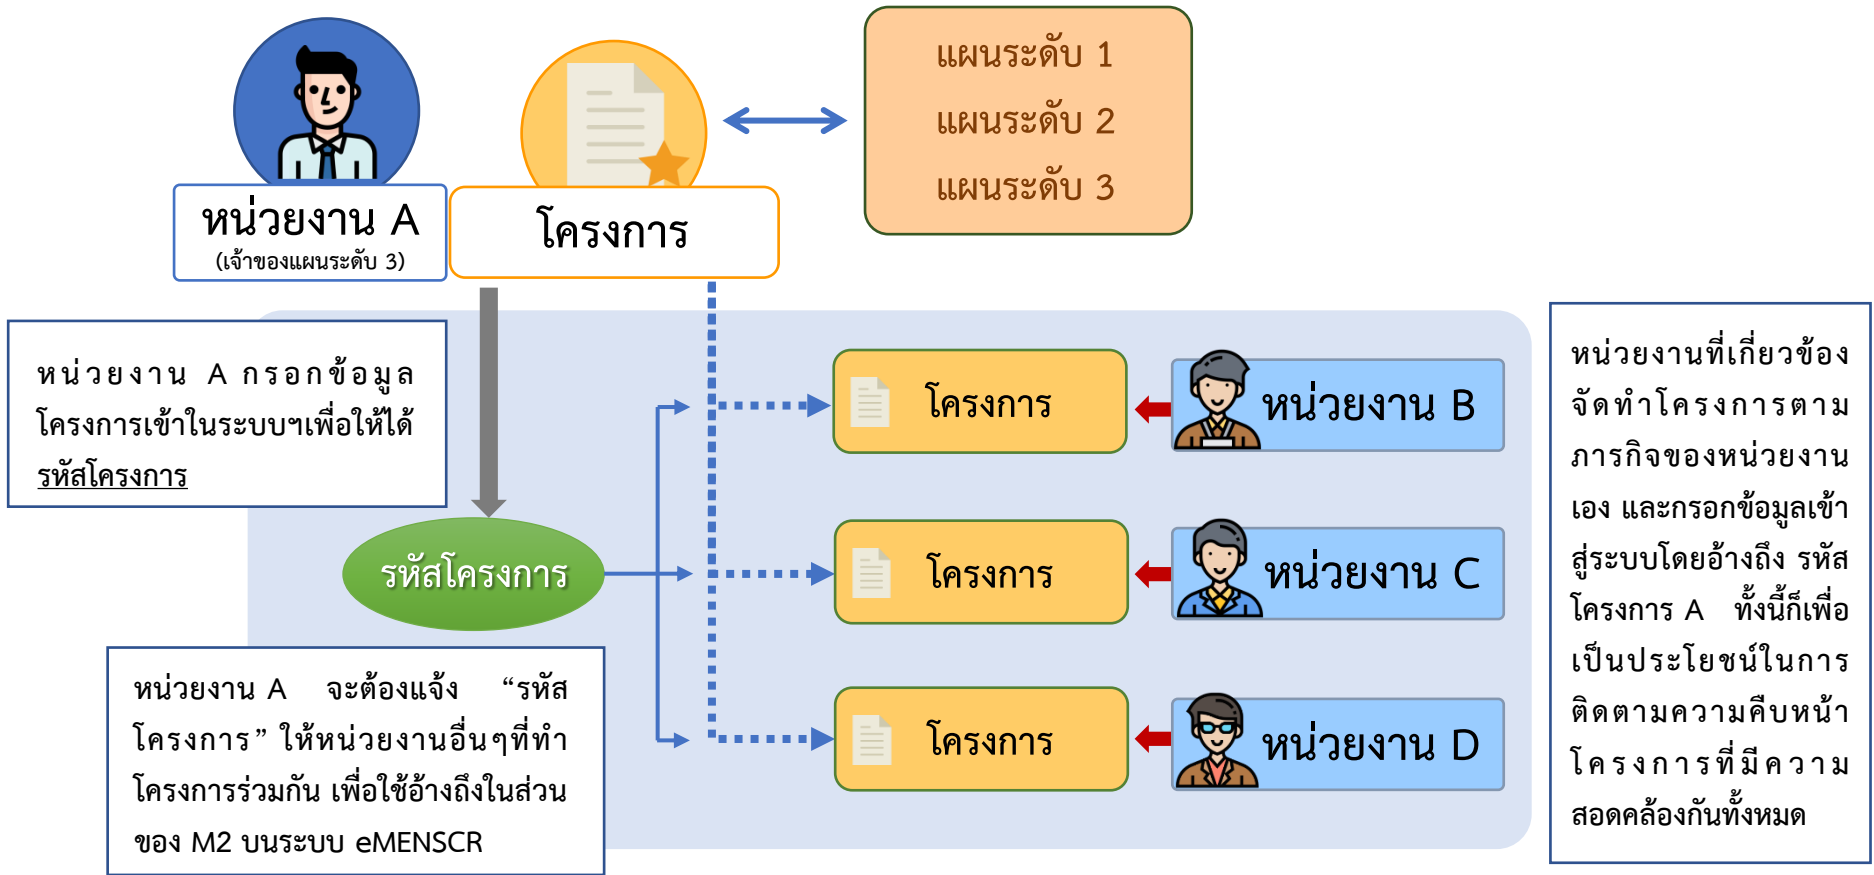 แผนระดับ 1
แผนระดับ 2
แผนระดับ 3
หน่วยงาน A
(เจ้าของแผนระดับ 3)
โครงการ
หน่วยงาน A กรอกข้อมูล
โครงการเข้าในระบบฯเพื่อให้ได้
รหัสโครงการ
รหัสโครงการ
หน่วยงาน A จะต้องแจ้ง “รหัส
โครงการ” ให้หน่วยงานอื่นๆที่ทำ
โครงการร่วมกัน เพื่อใช้อ้างถึงในส่วน
ของ M2 บนระบบ eMENSCR
โครงการ
หน่วยงาน B
โครงการ
หน่วยงาน C
โครงการ
หน่วยงาน D
หน่วยงานที่เกี่ยวข้อง
จัดทำโครงการตาม
ภารกิจของหน่วยงาน
เอง และกรอกข้อมูลเข้า
สู่ระบบโดยอ้างถึง รหัส
โครงการ A ทั้งนี้ก็เพื่อ
เป็นประโยชน์ในการ
ติดตามความคืบหน้า
โครงการที่มีความ
สอดคล้องกันทั้งหมด